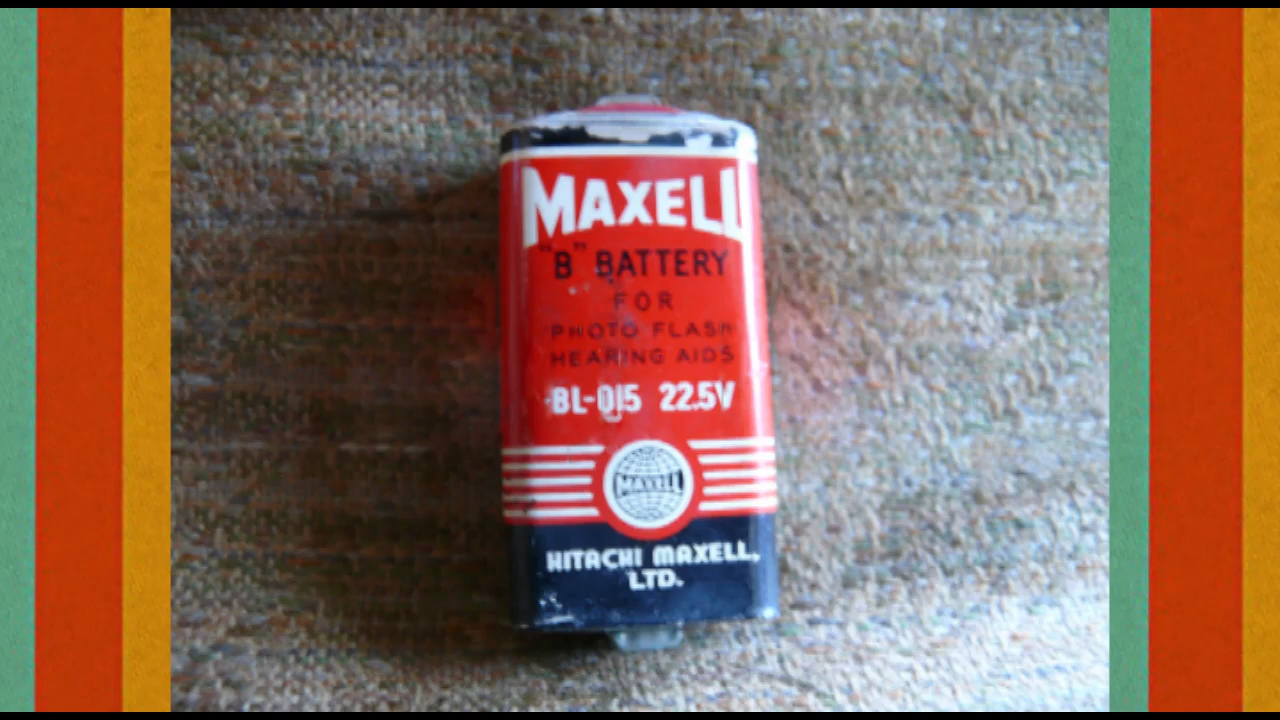 MAXELL
"B" BATTERY
FOR
PHOTO FLASH
HEARING AIDS
BL-015 22.5V
MAXELL
HITACHI MAXELL,
LTD.